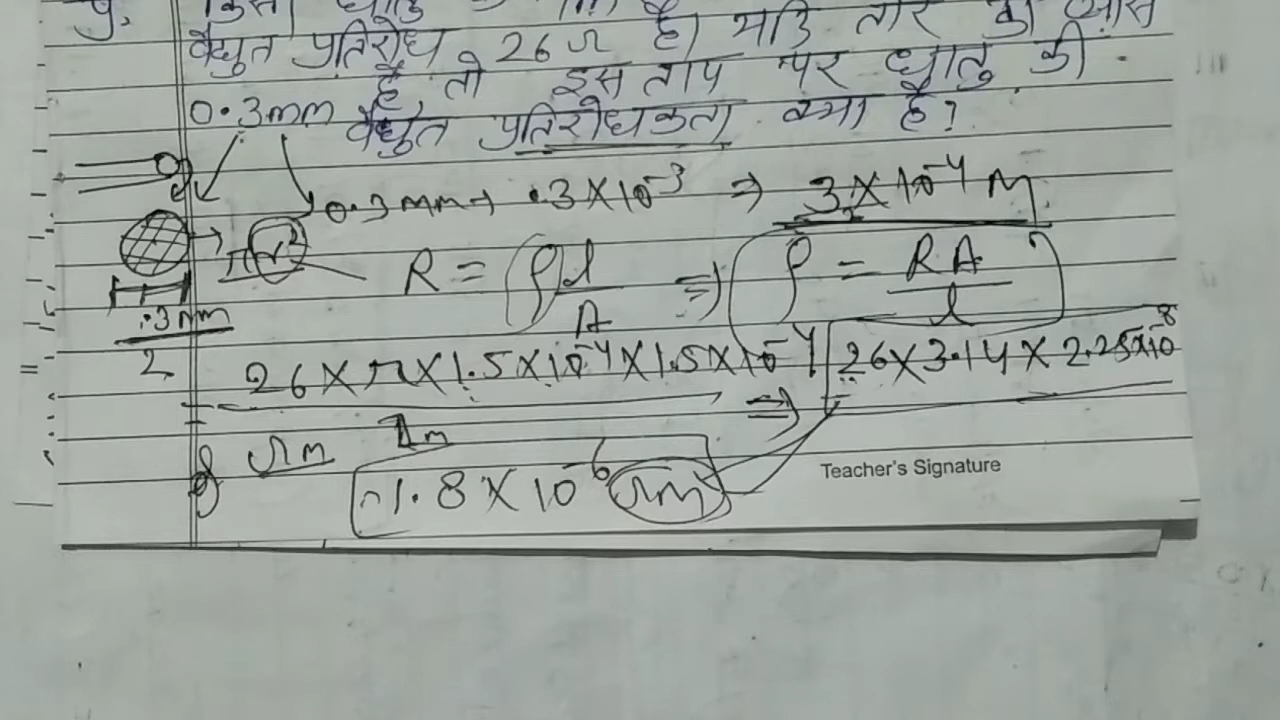 वैद्युत प्रतिरोध 26 Ω है। यदि तार का व्यास
0.3mm है, तो इस ताप पर धातु की
वैद्युत प्रतिरोधकता क्या है?
0.3mm → .3×10⁻³ ⇒ 3×10⁻⁴ m
πr² R = ρl/A ⇒ ρ = RA/l
.3mm/2
26×π×1.5×10⁻⁴×1.5×10⁻⁴ 26×3.14×2.25×10⁻⁸
1m ⇒
Ωm
1.8×10⁻⁶ Ωm
Teacher's Signature